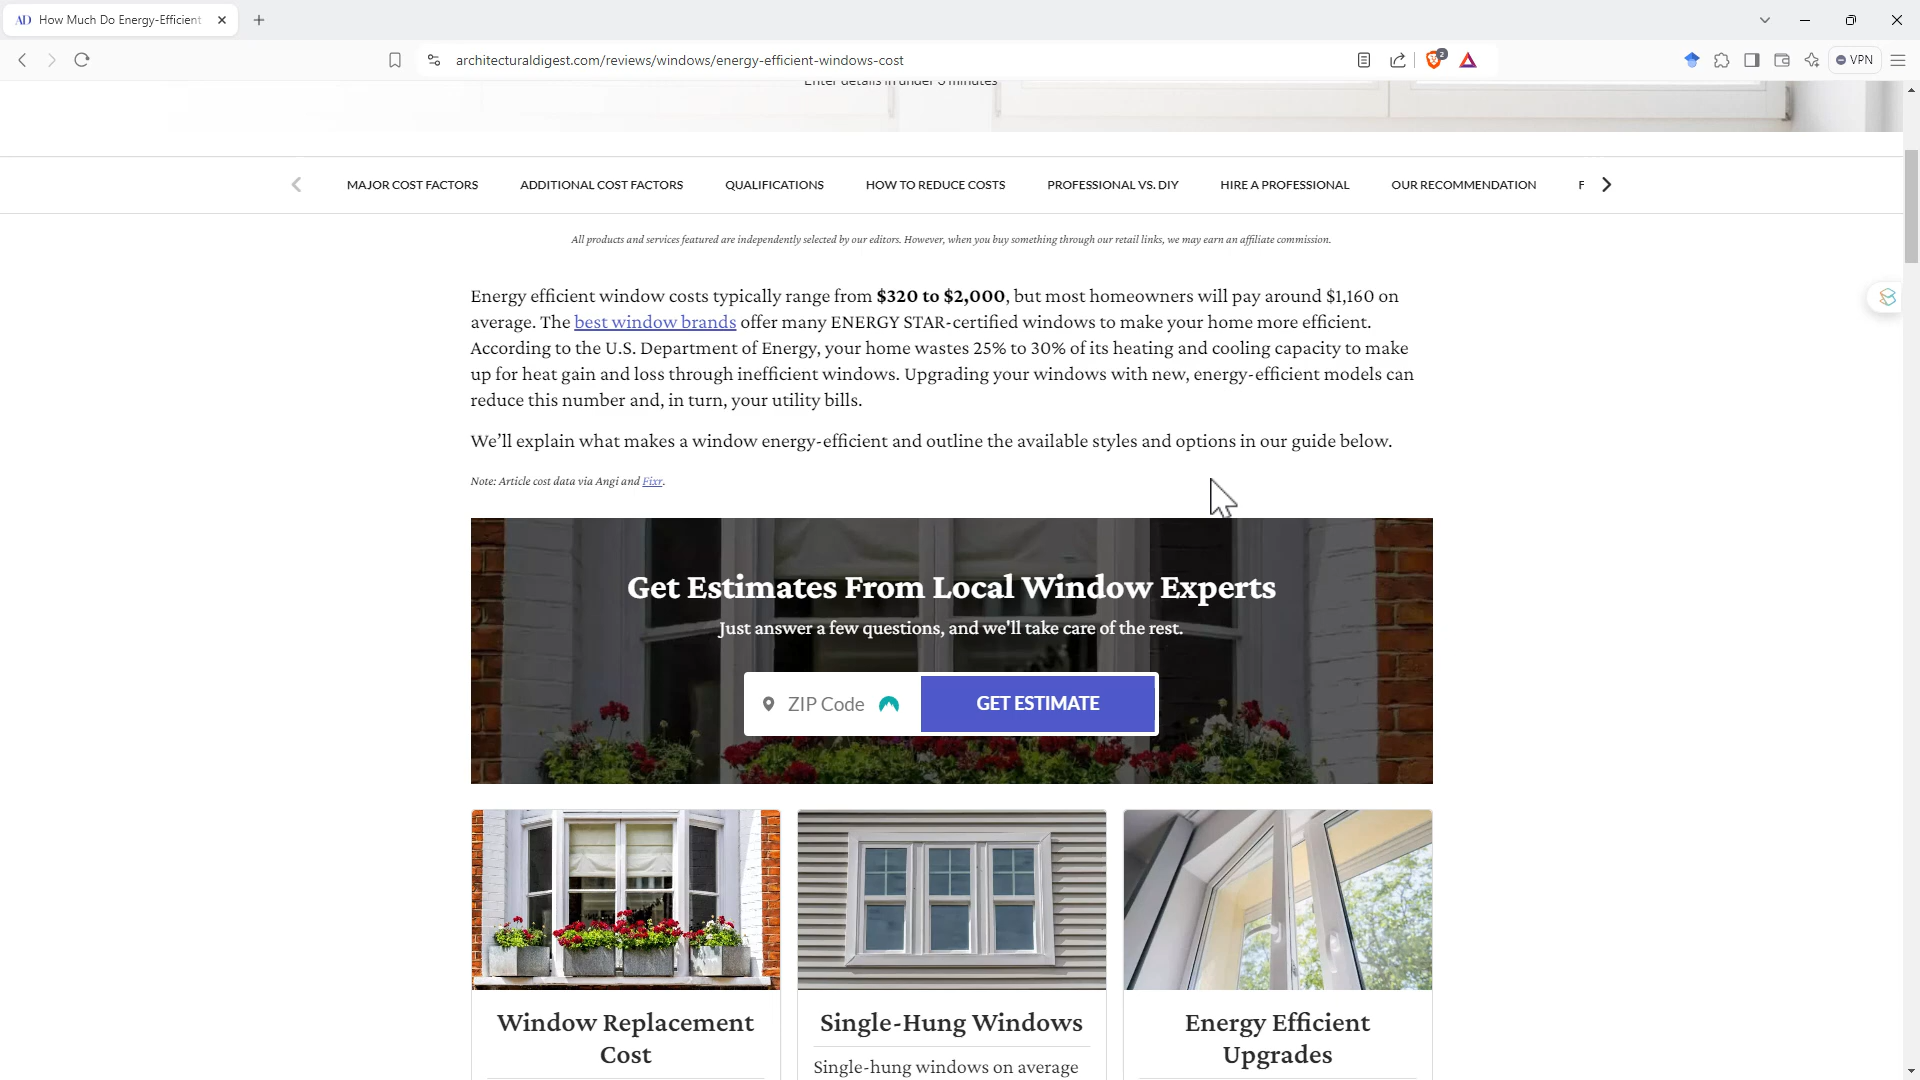 AD How Much Do Energy-Efficient
architecturaldigest.com/reviews/windows/energy-efficient-windows-cost
2
VPN
Enter details in under 3 minutes
MAJOR COST FACTORS
ADDITIONAL COST FACTORS
QUALIFICATIONS
HOW TO REDUCE COSTS
PROFESSIONAL VS. DIY
HIRE A PROFESSIONAL
OUR RECOMMENDATION
F
All products and services featured are independently selected by our editors. However, when you buy something through our retail links, we may earn an affiliate commission.
Energy efficient window costs typically range from $320 to $2,000, but most homeowners will pay around $1,160 on
average. The best window brands offer many ENERGY STAR-certified windows to make your home more efficient.
According to the U.S. Department of Energy, your home wastes 25% to 30% of its heating and cooling capacity to make
up for heat gain and loss through inefficient windows. Upgrading your windows with new, energy-efficient models can
reduce this number and, in turn, your utility bills.
We’ll explain what makes a window energy-efficient and outline the available styles and options in our guide below.
Note: Article cost data via Angi and Fixr.
Get Estimates From Local Window Experts
Just answer a few questions, and we'll take care of the rest.
ZIP Code
GET ESTIMATE
Window Replacement
Cost
Single-Hung Windows
Single-hung windows on average
Energy Efficient
Upgrades